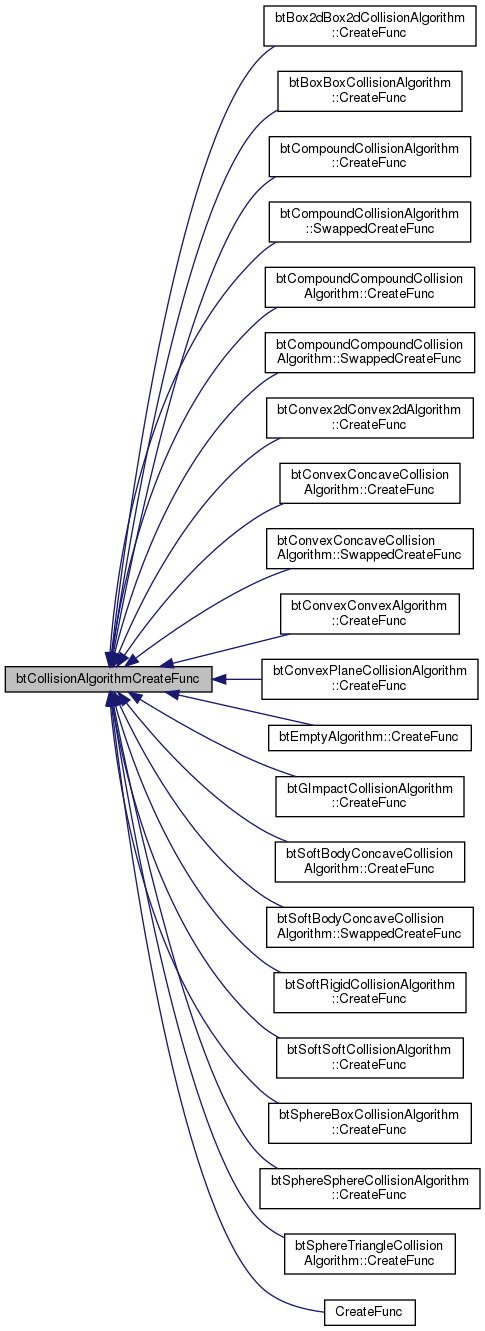 btBox2dBox2dCollisionAlgorithm
::CreateFunc
btBoxBoxCollisionAlgorithm
::CreateFunc
btCompoundCollisionAlgorithm
::CreateFunc
btCompoundCollisionAlgorithm
::SwappedCreateFunc
btCompoundCompoundCollision
Algorithm::CreateFunc
btCompoundCompoundCollision
Algorithm::SwappedCreateFunc
btConvex2dConvex2dAlgorithm
::CreateFunc
btConvexConcaveCollision
Algorithm::CreateFunc
btConvexConcaveCollision
Algorithm::SwappedCreateFunc
btConvexConvexAlgorithm
::CreateFunc
btCollisionAlgorithmCreateFunc
btConvexPlaneCollisionAlgorithm
::CreateFunc
btEmptyAlgorithm::CreateFunc
btGImpactCollisionAlgorithm
::CreateFunc
btSoftBodyConcaveCollision
Algorithm::CreateFunc
btSoftBodyConcaveCollision
Algorithm::SwappedCreateFunc
btSoftRigidCollisionAlgorithm
::CreateFunc
btSoftSoftCollisionAlgorithm
::CreateFunc
btSphereBoxCollisionAlgorithm
::CreateFunc
btSphereSphereCollisionAlgorithm
::CreateFunc
btSphereTriangleCollision
Algorithm::CreateFunc
CreateFunc